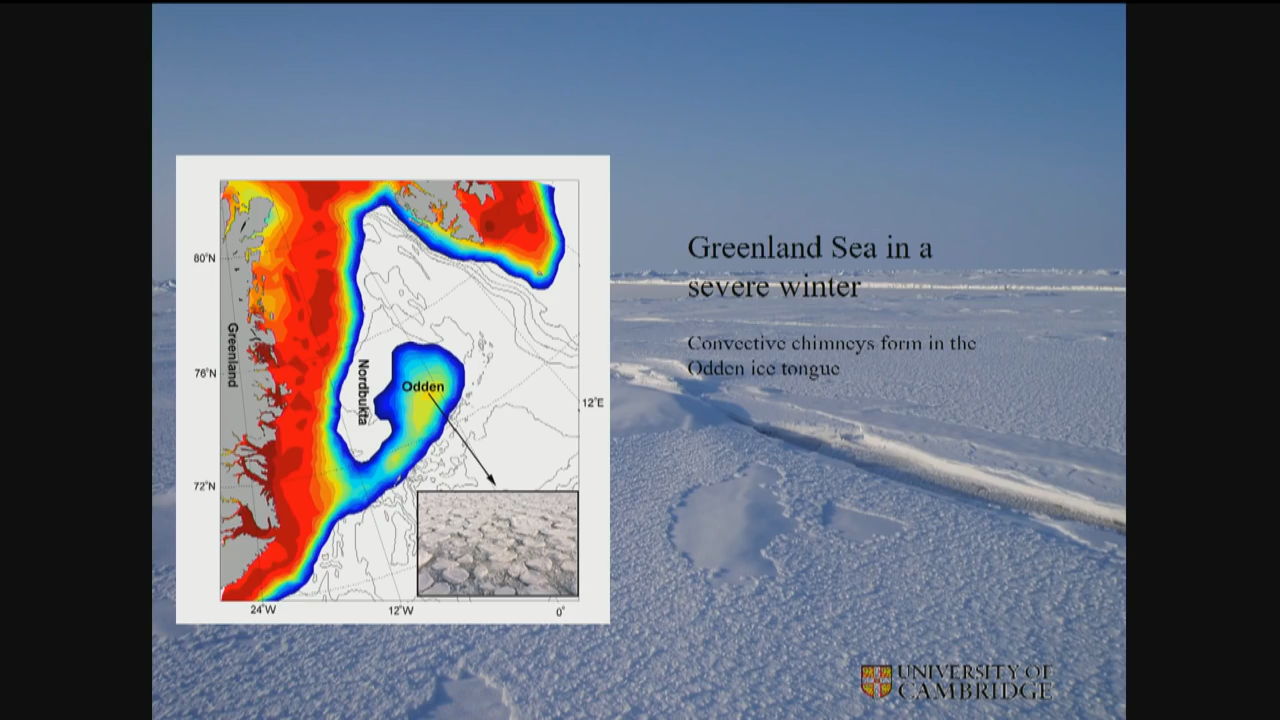 Greenland Sea in a
severe winter
Convective chimneys form in the
Odden ice tongue
80°N
76°N
72°N
Greenland
Nordbukta
Odden
12°E
24°W
12°W
0°
UNIVERSITY OF
CAMBRIDGE